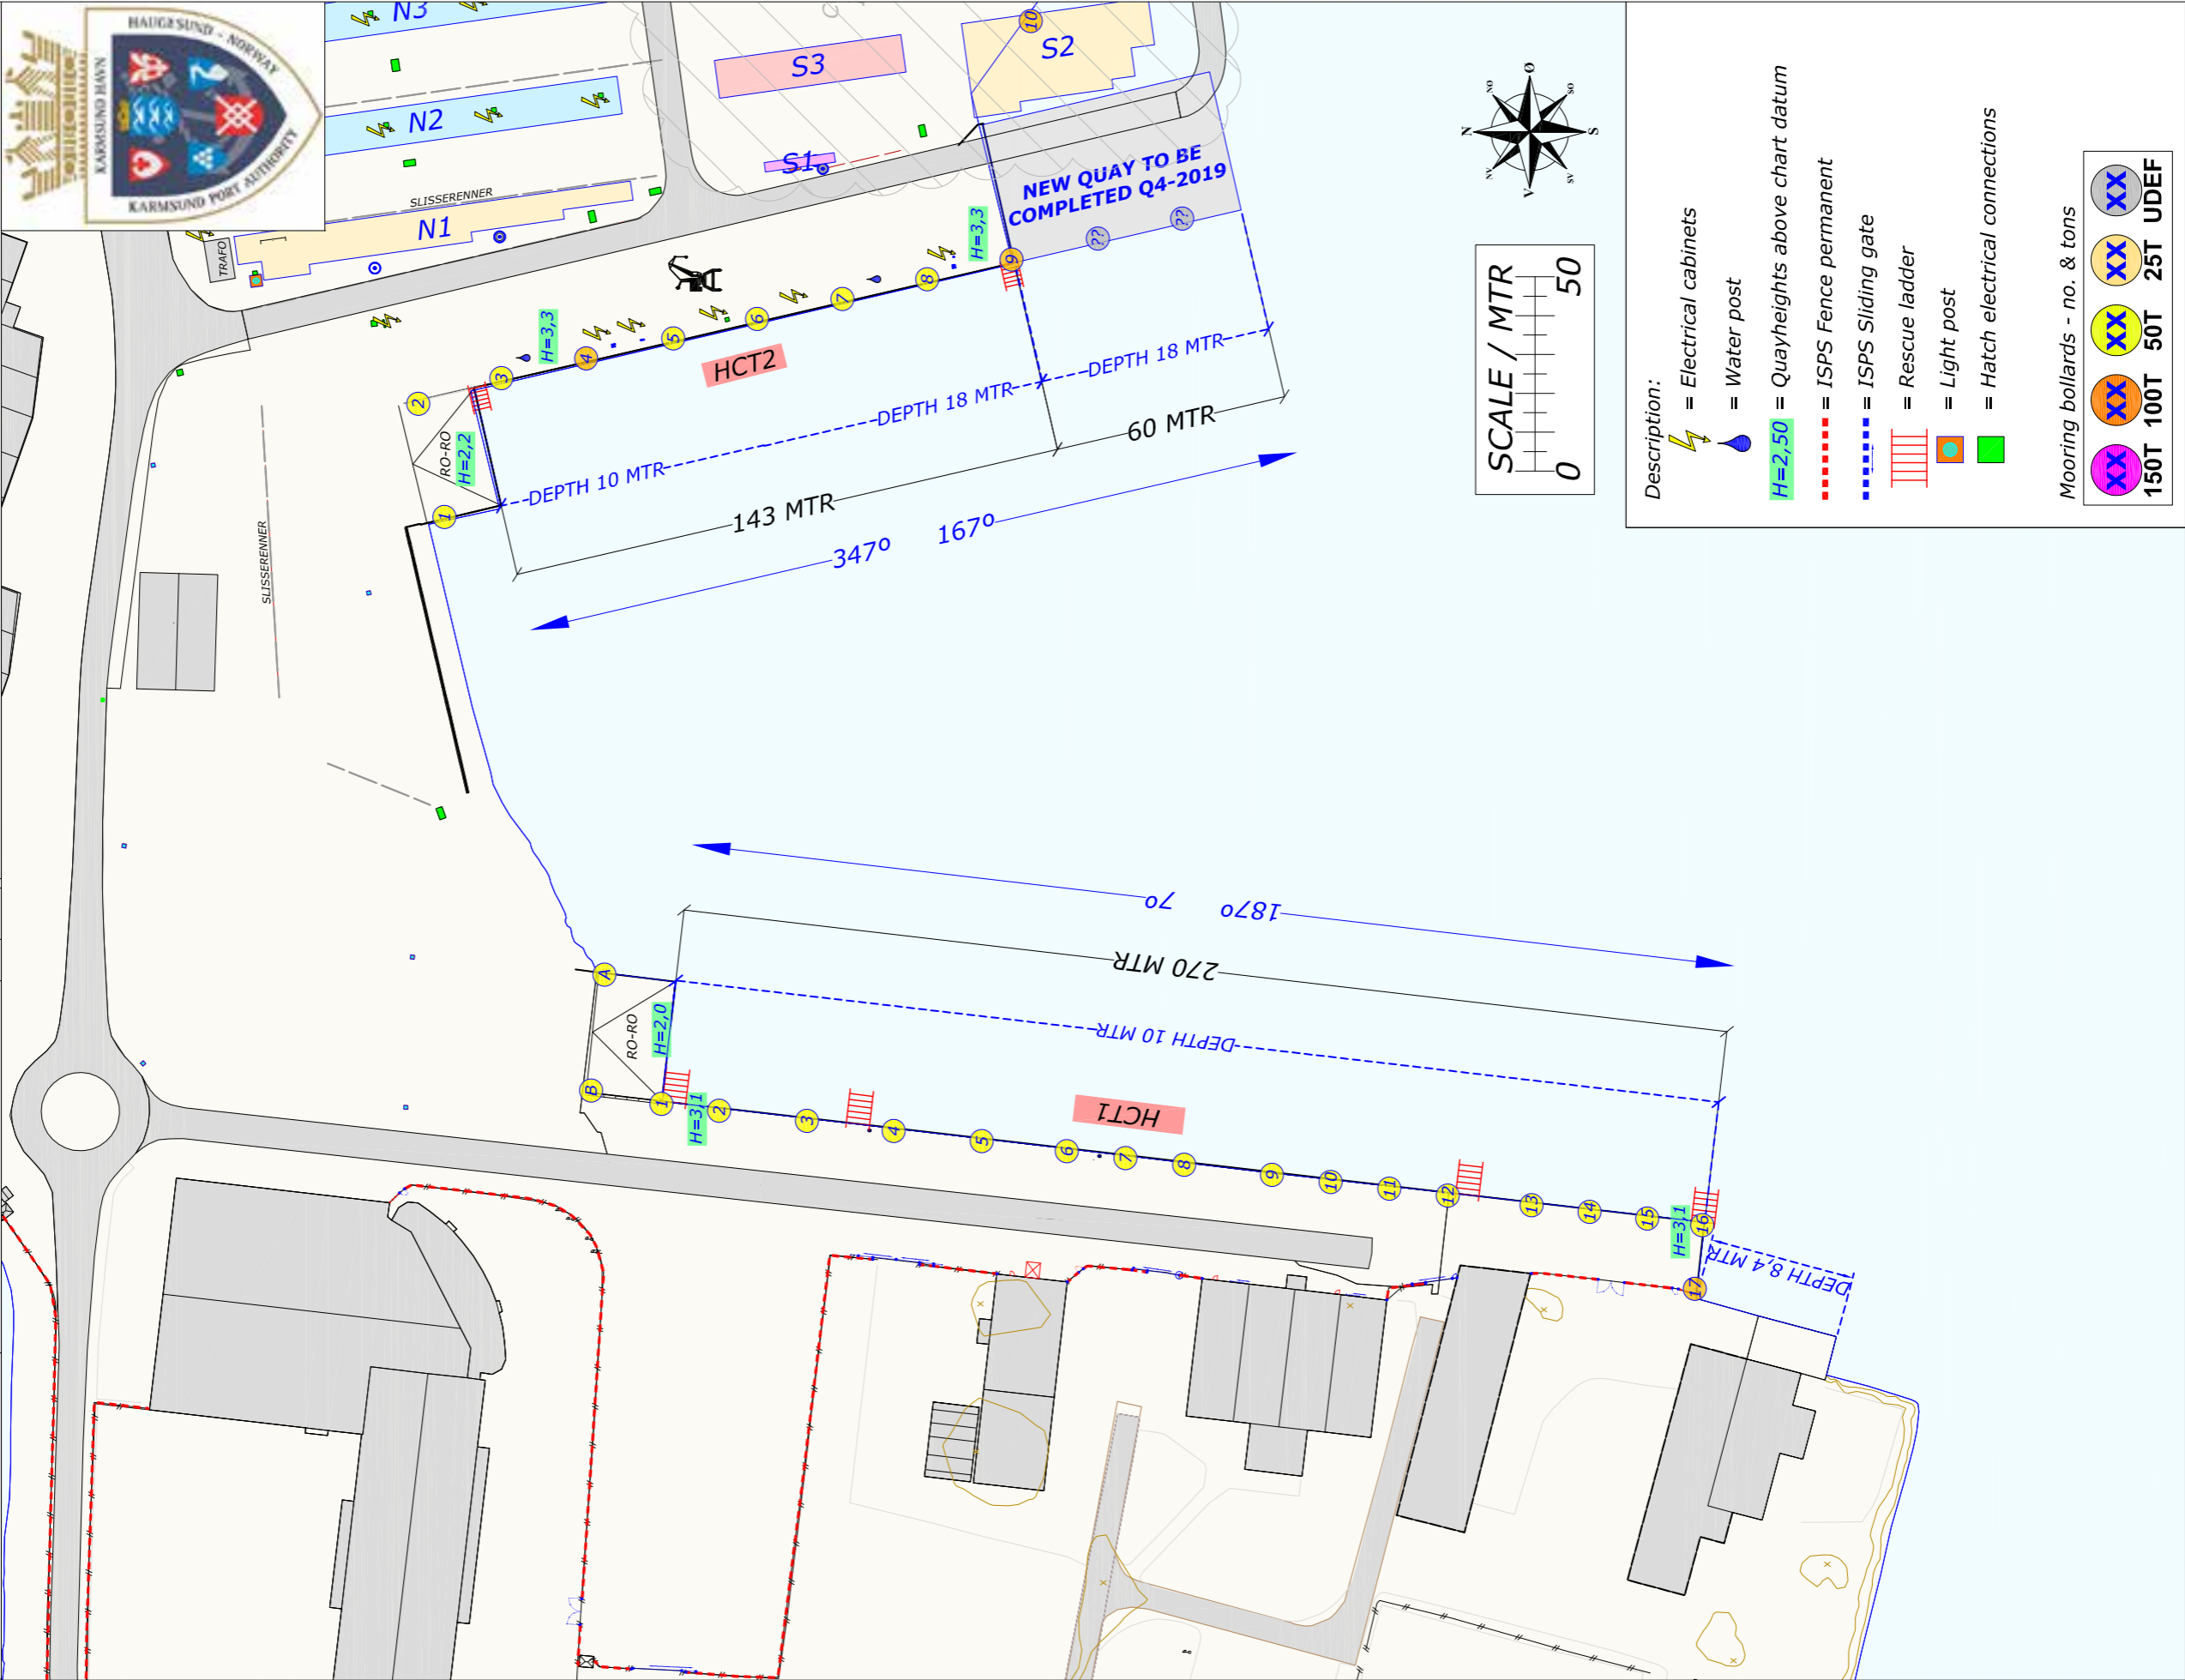 HAUGESUND - NORWAY
KARMSUND HAVN
KARMSUND PORT AUTHORITY
N3
N2
SLISSERENNER
N1
TRAFO
S3
S1
S2
10
NEW QUAY TO BE
COMPLETED Q4-2019
??
??
H=3,3
H=3,3
2
3
4
5
6
7
8
9
1
RO-RO
H=2,2
HCT2
DEPTH 10 MTR
DEPTH 18 MTR
DEPTH 18 MTR
143 MTR
60 MTR
347º
167º
SLISSERENNER
N
NO
Ø
SO
S
SV
V
NV
SCALE / MTR
0
50
Description:
= Electrical cabinets
= Water post
H=2,50 = Quayheights above chart datum
= ISPS Fence permanent
= ISPS Sliding gate
= Rescue ladder
= Light post
= Hatch electrical connections
Mooring bollards - no. & tons
XX XX XX XX XX
150T 100T 50T 25T UDEF
7º
187º
270 MTR
DEPTH 10 MTR
A
B
RO-RO
H=2,0
H=3,1
HCT1
1
2
3
4
5
6
7
8
9
10
11
12
13
14
15
16
17
H=3,1
DEPTH 8,4 MTR